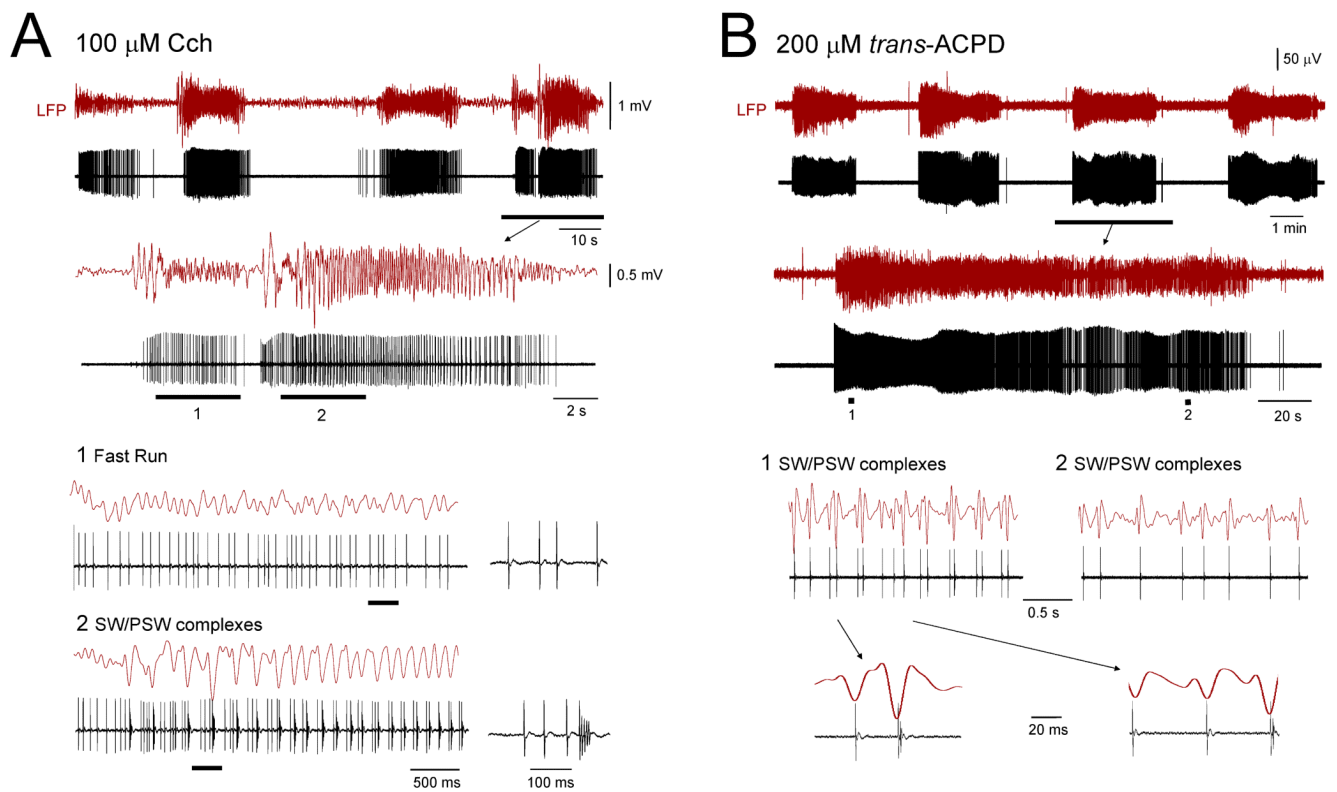 A 100 μM Cch
LFP
1 mV
10 s
0.5 mV
1 2
2 s
1 Fast Run
2 SW/PSW complexes
500 ms
100 ms
B 200 μM trans-ACPD
50 μV
LFP
1 min
1 2
20 s
1 SW/PSW complexes
2 SW/PSW complexes
0.5 s
20 ms